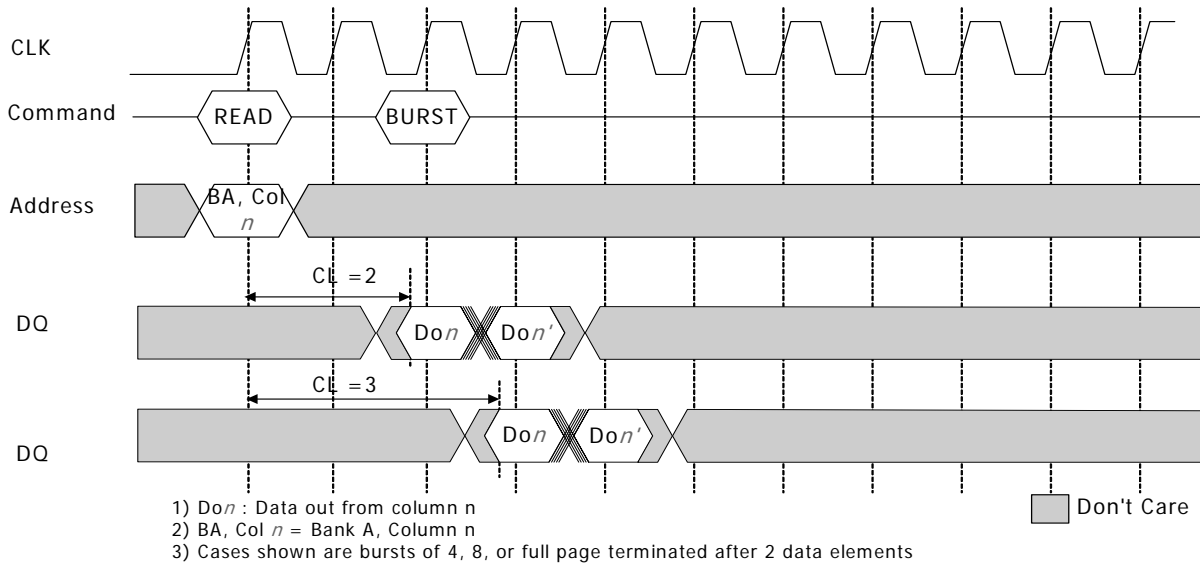 CLK
Command
READ
BURST
Address
BA, Col
n
CL =2
DQ
Don
Don'
CL =3
DQ
Don
Don'
1) Don : Data out from column n
2) BA, Col n = Bank A, Column n
3) Cases shown are bursts of 4, 8, or full page terminated after 2 data elements
Don't Care